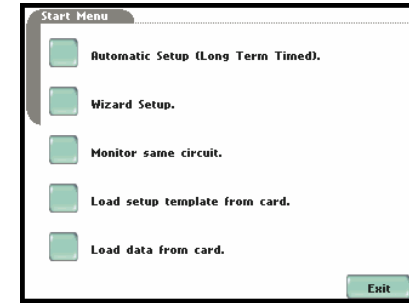 Start Menu
Automatic Setup (Long Term Timed).
Wizard Setup.
Monitor same circuit.
Load setup template from card.
Load data from card.
Exit